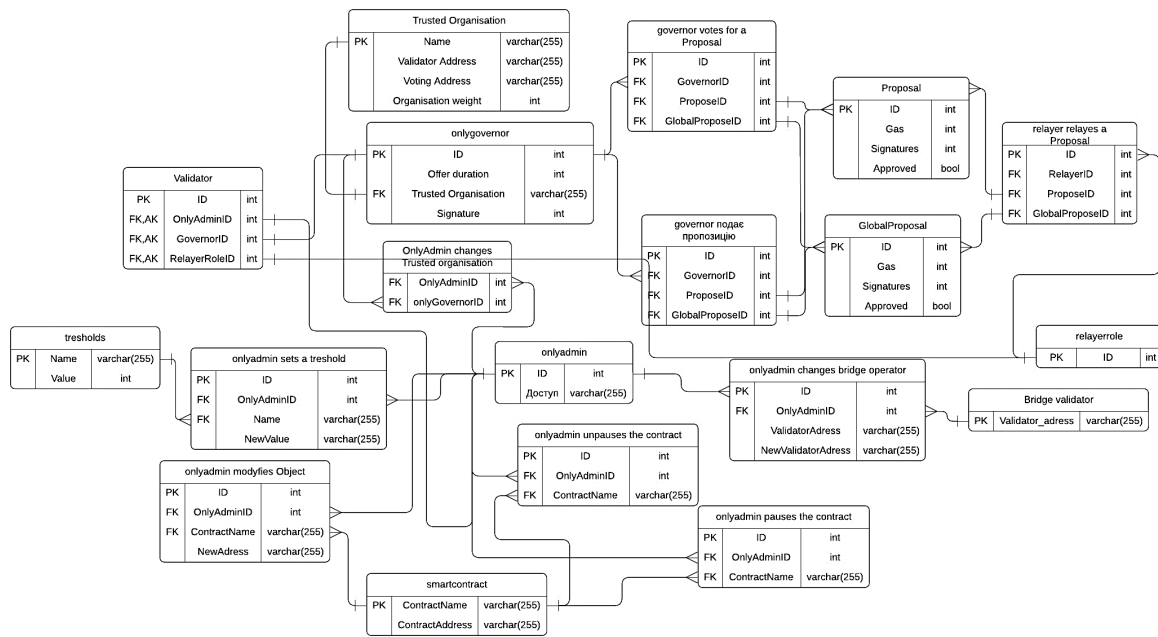 Trusted Organisation
PK Name varchar(255)
Validator Address varchar(255)
Voting Address varchar(255)
Organisation weight int
governor votes for a
Proposal
PK ID int
FK GovernorID int
FK ProposeID int
FK GlobalProposeID int
Proposal
PK ID int
Gas int
Signatures int
Approved bool
onlygovernor
PK ID int
Offer duration int
FK Trusted Organisation varchar(255)
Signature int
relayer relayes a
Proposal
PK ID int
FK RelayerID int
FK ProposeID int
FK GlobalProposeID int
Validator
PK ID int
FK,AK OnlyAdminID int
FK,AK GovernorID int
FK,AK RelayerRoleID int
governor подає
пропозицію
PK ID int
FK GovernorID int
FK ProposeID int
FK GlobalProposeID int
GlobalProposal
PK ID int
Gas int
Signatures int
Approved bool
OnlyAdmin changes
Trusted organisation
FK OnlyAdminID int
FK onlyGovernorID int
tresholds
PK Name varchar(255)
Value int
onlyadmin sets a treshold
PK ID int
FK OnlyAdminID int
FK Name varchar(255)
NewValue varchar(255)
onlyadmin
PK ID int
Доступ varchar(255)
relayerrole
PK ID int
onlyadmin changes bridge operator
PK ID int
FK OnlyAdminID int
ValidatorAdress varchar(255)
NewValidatorAdress varchar(255)
Bridge validator
PK Validator_adress varchar(255)
onlyadmin unpauses the contract
PK ID int
FK OnlyAdminID int
FK ContractName varchar(255)
onlyadmin modyfies Object
PK ID int
FK OnlyAdminID int
FK ContractName varchar(255)
NewAdress varchar(255)
onlyadmin pauses the contract
PK ID int
FK OnlyAdminID int
FK ContractName varchar(255)
smartcontract
PK ContractName varchar(255)
ContractAddress varchar(255)